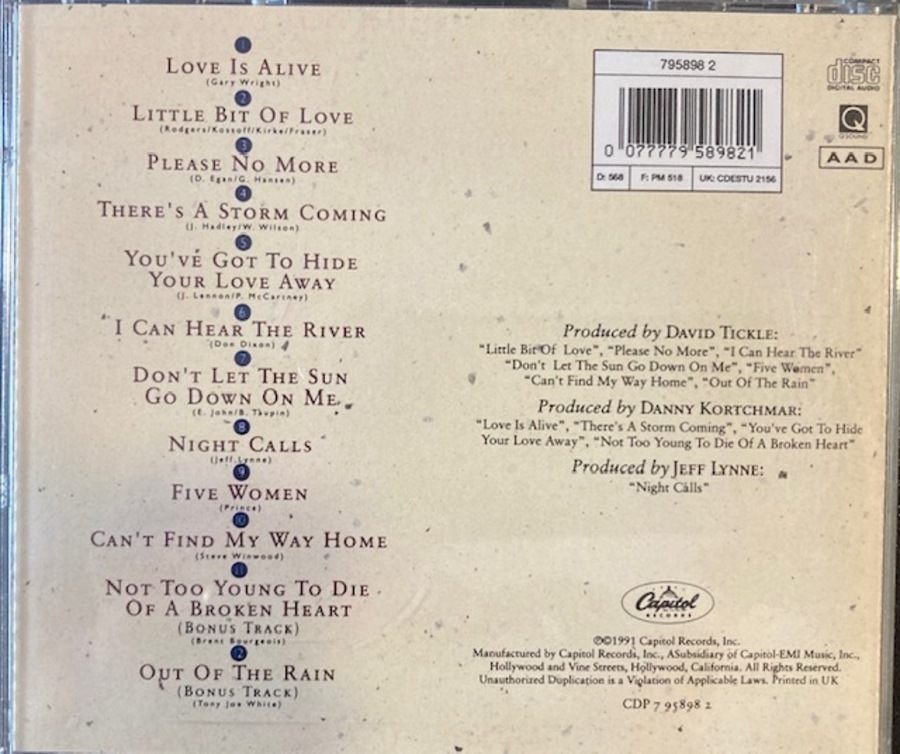 1
LOVE IS ALIVE
(Gary Wright)
2
LITTLE BIT OF LOVE
(Rodgers/Kossoff/Kirke/Fraser)
3
PLEASE NO MORE
(D. Egan/G. Hansen)
4
THERE'S A STORM COMING
(J. Hadley/W. Wilson)
5
YOU'VE GOT TO HIDE
YOUR LOVE AWAY
(J. Lennon/P. McCartney)
6
I CAN HEAR THE RIVER
(Don Dixon)
7
DON'T LET THE SUN
GO DOWN ON ME
(E. John/B. Taupin)
8
NIGHT CALLS
(Jeff Lynne)
9
FIVE WOMEN
(Prince)
10
CAN'T FIND MY WAY HOME
(Steve Winwood)
11
NOT TOO YOUNG TO DIE
OF A BROKEN HEART
(BONUS TRACK)
(Brent Bourgeois)
12
OUT OF THE RAIN
(BONUS TRACK)
(Tony Joe White)
795898 2
0 077779 589821
D: 568 F: PM 518 UK: CDESTU 2156
COMPACT
disc
DIGITAL AUDIO
Q
QSOUND
AAD
Produced by DAVID TICKLE:
"Little Bit Of Love", "Please No More", "I Can Hear The River"
"Don't Let The Sun Go Down On Me", "Five Women",
"Can't Find My Way Home", "Out Of The Rain"
Produced by DANNY KORTCHMAR:
"Love Is Alive", "There's A Storm Coming", "You've Got To Hide
Your Love Away", "Not Too Young To Die Of A Broken Heart"
Produced by JEFF LYNNE:
"Night Calls"
Capitol
RECORDS
℗©1991 Capitol Records, Inc.
Manufactured by Capitol Records, Inc., ASubsidiary of Capitol-EMI Music, Inc.,
Hollywood and Vine Streets, Hollywood, California. All Rights Reserved.
Unauthorized Duplication is a Violation of Applicable Laws. Printed in UK
CDP 7 95898 2